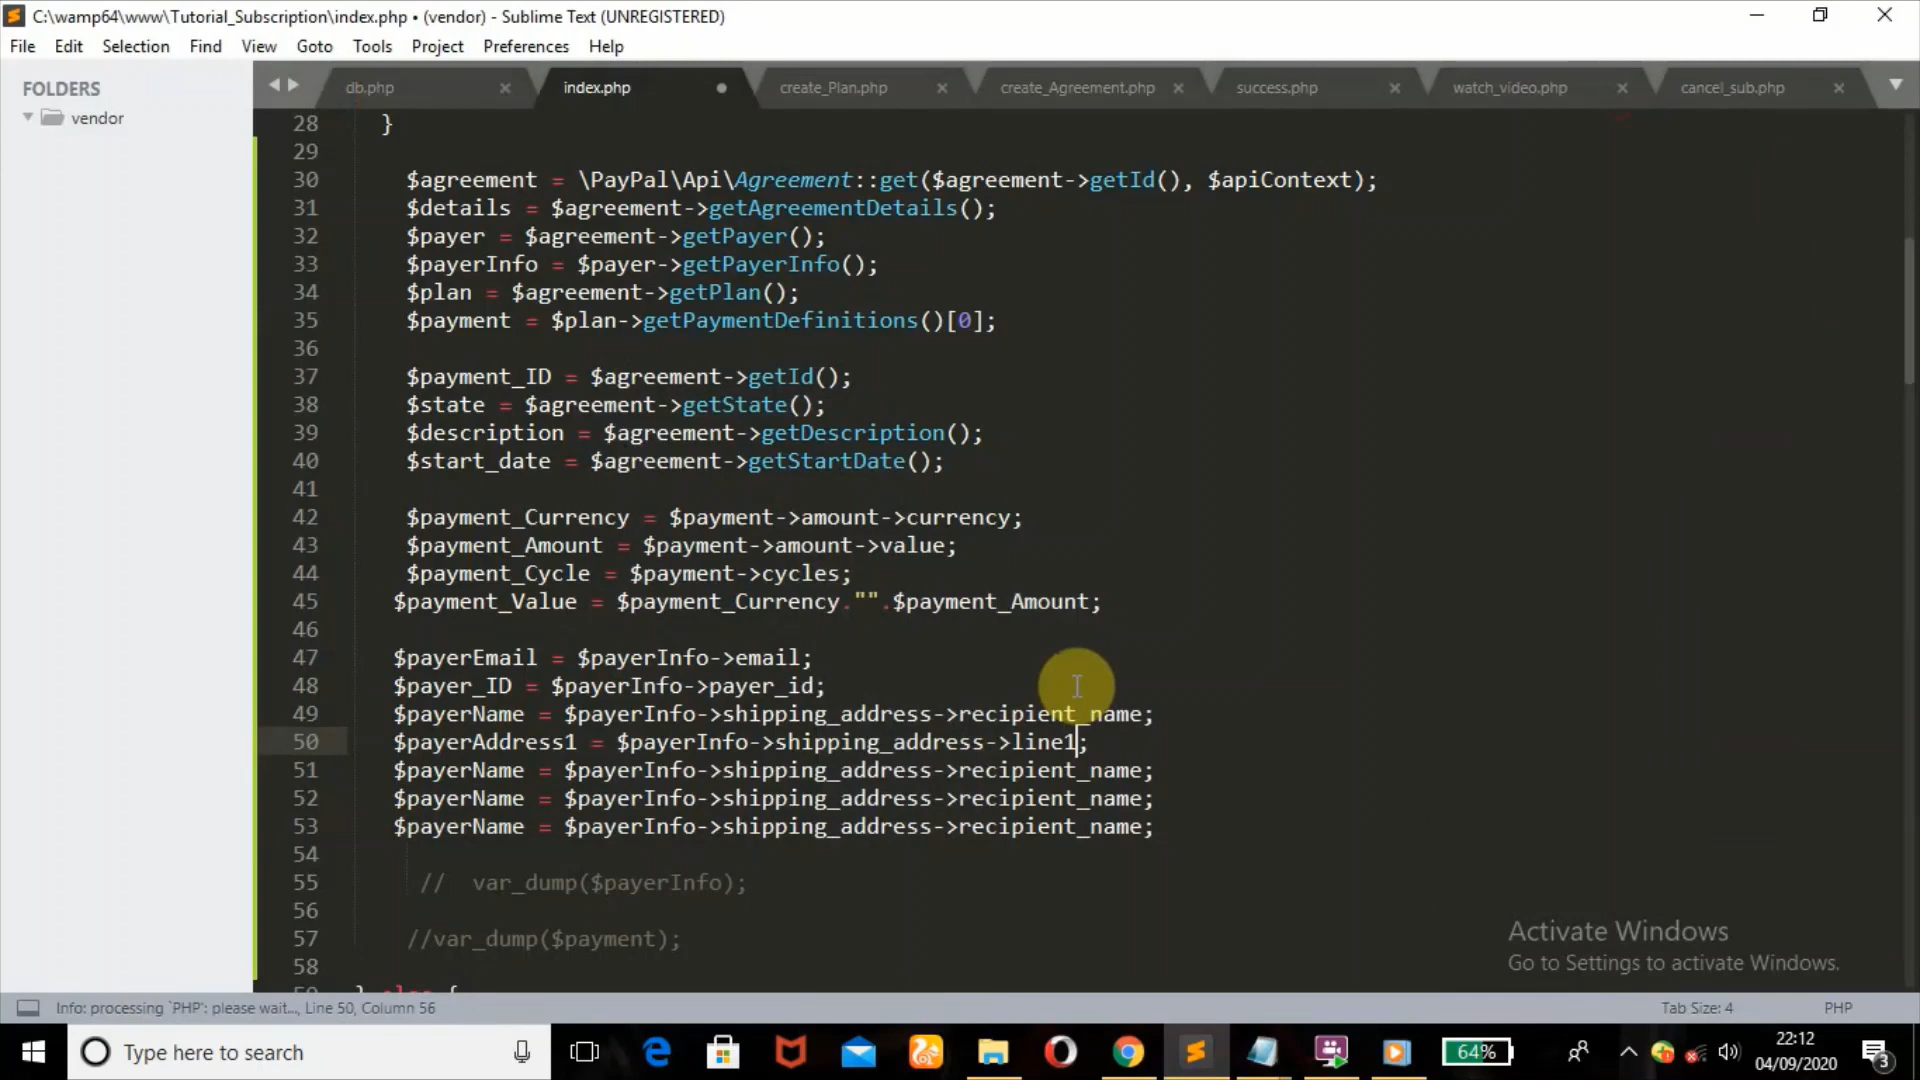 C:\wamp64\www\Tutorial_Subscription\index.php • (vendor) - Sublime Text (UNREGISTERED)
File Edit Selection Find View Goto Tools Project Preferences Help
FOLDERS
vendor
db.php index.php create_Plan.php create_Agreement.php success.php watch_video.php cancel_sub.php
28 }
29
30 $agreement = \PayPal\Api\Agreement::get($agreement->getId(), $apiContext);
31 $details = $agreement->getAgreementDetails();
32 $payer = $agreement->getPayer();
33 $payerInfo = $payer->getPayerInfo();
34 $plan = $agreement->getPlan();
35 $payment = $plan->getPaymentDefinitions()[0];
36
37 $payment_ID = $agreement->getId();
38 $state = $agreement->getState();
39 $description = $agreement->getDescription();
40 $start_date = $agreement->getStartDate();
41
42 $payment_Currency = $payment->amount->currency;
43 $payment_Amount = $payment->amount->value;
44 $payment_Cycle = $payment->cycles;
45 $payment_Value = $payment_Currency."".$payment_Amount;
46
47 $payerEmail = $payerInfo->email;
48 $payer_ID = $payerInfo->payer_id;
49 $payerName = $payerInfo->shipping_address->recipient_name;
50 $payerAddress1 = $payerInfo->shipping_address->line1;
51 $payerName = $payerInfo->shipping_address->recipient_name;
52 $payerName = $payerInfo->shipping_address->recipient_name;
53 $payerName = $payerInfo->shipping_address->recipient_name;
54
55 // var_dump($payerInfo);
56
57 //var_dump($payment);
58
Activate Windows
Go to Settings to activate Windows.
Info: processing `PHP`: please wait..., Line 50, Column 56 Tab Size: 4 PHP
Type here to search
64%
22:12
04/09/2020
3